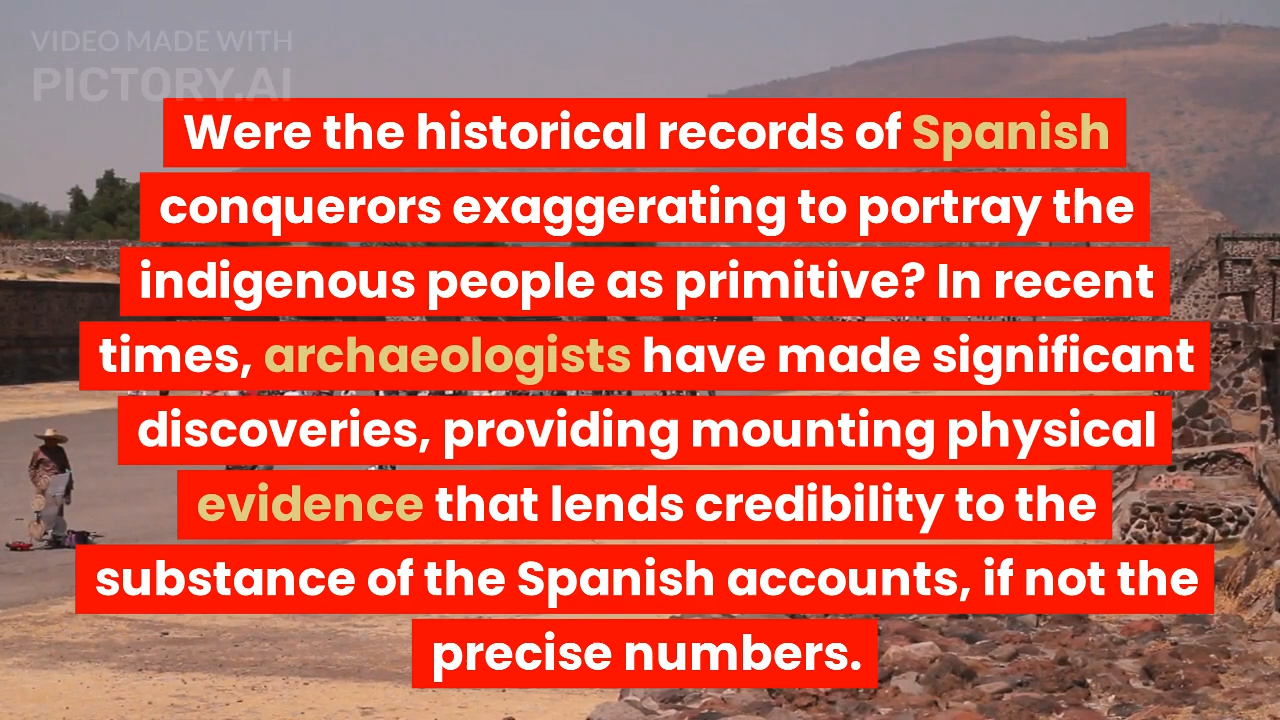 VIDEO MADE WITH
PICTORY.AI
Were the historical records of Spanish
conquerors exaggerating to portray the
indigenous people as primitive? In recent
times, archaeologists have made significant
discoveries, providing mounting physical
evidence that lends credibility to the
substance of the Spanish accounts, if not the
precise numbers.